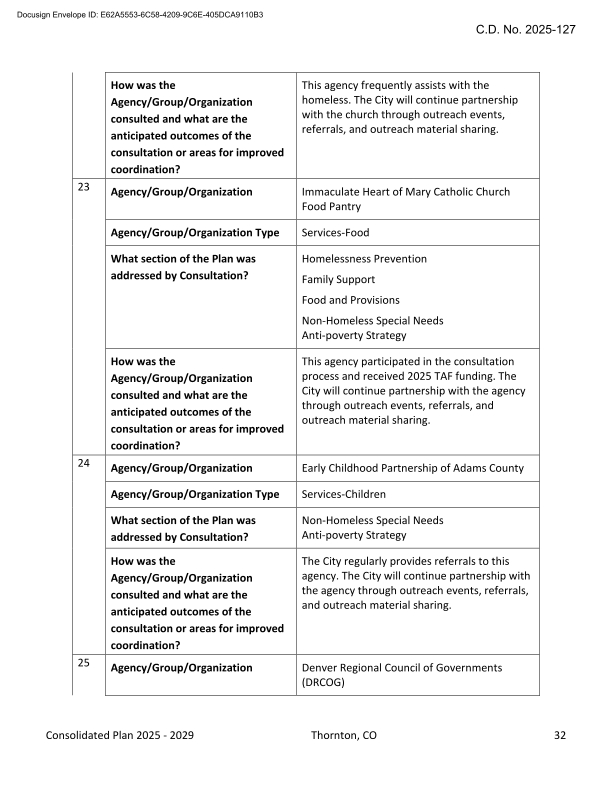 Docusign Envelope ID: E62A5553-6C58-4209-9C6E-405DCA9110B3
C.D. No. 2025-127
How was the
Agency/Group/Organization
consulted and what are the
anticipated outcomes of the
consultation or areas for improved
coordination?
This agency frequently assists with the
homeless. The City will continue partnership
with the church through outreach events,
referrals, and outreach material sharing.
23
Agency/Group/Organization
Immaculate Heart of Mary Catholic Church
Food Pantry
Agency/Group/Organization Type
Services-Food
What section of the Plan was
addressed by Consultation?
Homelessness Prevention
Family Support
Food and Provisions
Non-Homeless Special Needs
Anti-poverty Strategy
How was the
Agency/Group/Organization
consulted and what are the
anticipated outcomes of the
consultation or areas for improved
coordination?
This agency participated in the consultation
process and received 2025 TAF funding. The
City will continue partnership with the agency
through outreach events, referrals, and
outreach material sharing.
24
Agency/Group/Organization
Early Childhood Partnership of Adams County
Agency/Group/Organization Type
Services-Children
What section of the Plan was
addressed by Consultation?
Non-Homeless Special Needs
Anti-poverty Strategy
How was the
Agency/Group/Organization
consulted and what are the
anticipated outcomes of the
consultation or areas for improved
coordination?
The City regularly provides referrals to this
agency. The City will continue partnership with
the agency through outreach events, referrals,
and outreach material sharing.
25
Agency/Group/Organization
Denver Regional Council of Governments
(DRCOG)
Consolidated Plan 2025 - 2029
Thornton, CO
32